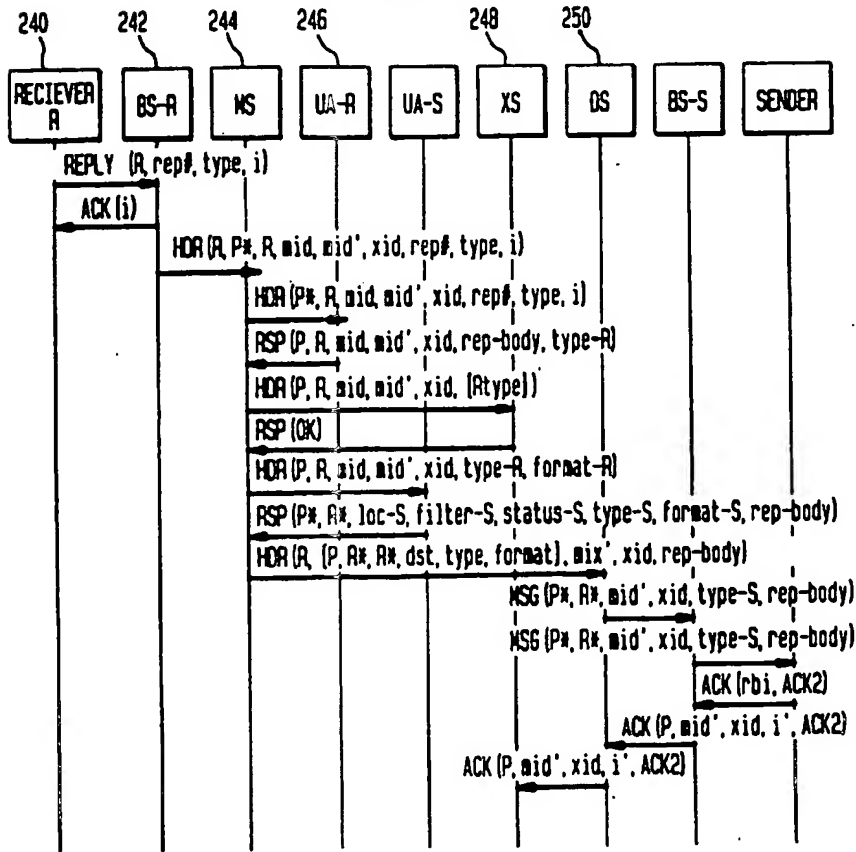 240 242 244 246 248 250
RECIEVER R BS-R MS UA-R UA-S XS DS BS-S SENDER
REPLY (R, rep#, type, i)
ACK (i)
HDR (R, P*, R, mid, mid', xid, rep#, type, i)
HDR (P*, R, mid, mid', xid, rep#, type, i)
RSP (P, R, mid, mid', xid, rep-body, type-R)
HDR (P, R, mid, mid', xid, {Rtype})
RSP (OK)
HDR (P, R, mid, mid', xid, type-R, format-R)
RSP (P*, R*, loc-S, filter-S, status-S, type-S, format-S, rep-body)
HDR (R, {P, R*, R*, dst, type, format}, mix', xid, rep-body)
MSG (P*, R*, mid', xid, type-S, rep-body)
MSG (P*, R*, mid', xid, type-S, rep-body)
ACK (rbi, ACK2)
ACK (P, mid', xid, i', ACK2)
ACK (P, mid', xid, i', ACK2)